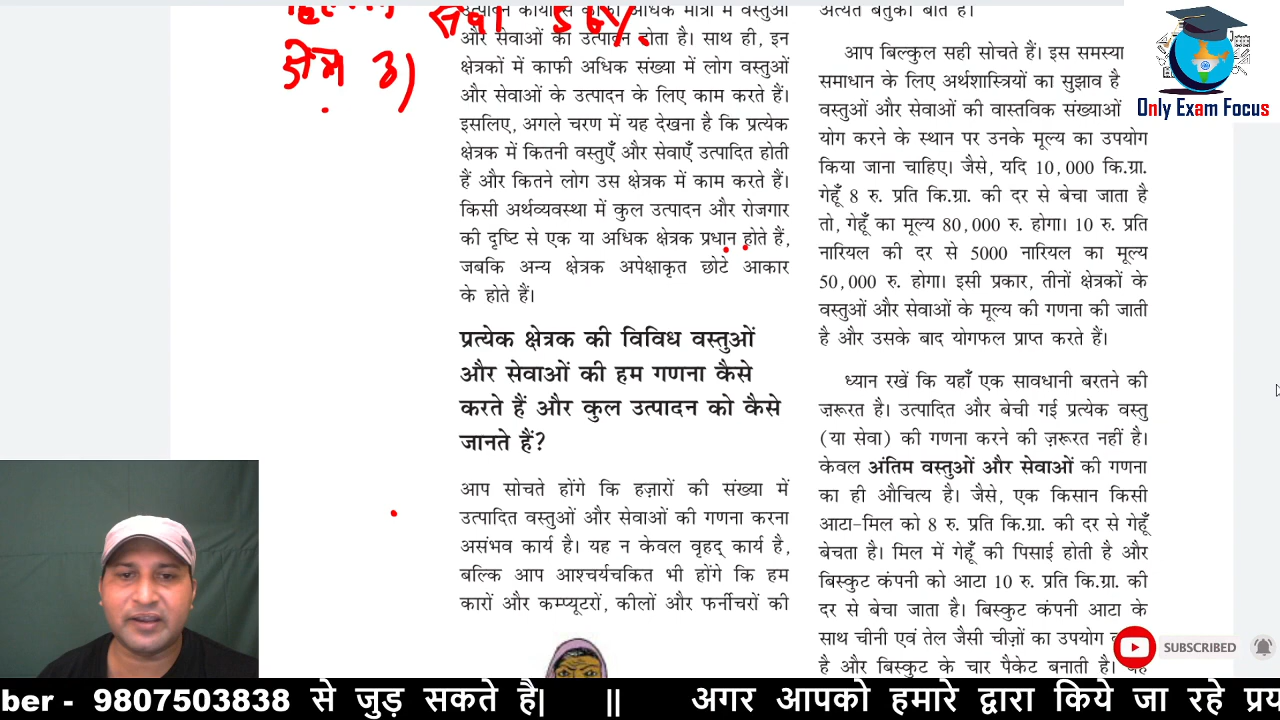 सेवा 56%.
क्षेत्र 3)
उत्पादन कार्यों से काफी अधिक मात्रा में वस्तुओं
और सेवाओं का उत्पादन होता है। साथ ही, इन
क्षेत्रकों में काफी अधिक संख्या में लोग वस्तुओं
और सेवाओं के उत्पादन के लिए काम करते हैं।
इसलिए, अगले चरण में यह देखना है कि प्रत्येक
क्षेत्रक में कितनी वस्तुएँ और सेवाएँ उत्पादित होती
हैं और कितने लोग उस क्षेत्रक में काम करते हैं।
किसी अर्थव्यवस्था में कुल उत्पादन और रोजगार
की दृष्टि से एक या अधिक क्षेत्रक प्रधान होते हैं,
जबकि अन्य क्षेत्रक अपेक्षाकृत छोटे आकार
के होते हैं।
प्रत्येक क्षेत्रक की विविध वस्तुओं
और सेवाओं की हम गणना कैसे
करते हैं और कुल उत्पादन को कैसे
जानते हैं?
आप सोचते होंगे कि हज़ारों की संख्या में
उत्पादित वस्तुओं और सेवाओं की गणना करना
असंभव कार्य है। यह न केवल वृहद् कार्य है,
बल्कि आप आश्चर्यचकित भी होंगे कि हम
कारों और कम्प्यूटरों, कीलों और फर्नीचरों की
अत्यंत बेतुकी बात है।
आप बिल्कुल सही सोचते हैं। इस समस्या
समाधान के लिए अर्थशास्त्रियों का सुझाव है
वस्तुओं और सेवाओं की वास्तविक संख्याओं
योग करने के स्थान पर उनके मूल्य का उपयोग
किया जाना चाहिए। जैसे, यदि 10,000 कि.ग्रा.
गेहूँ 8 रु. प्रति कि.ग्रा. की दर से बेचा जाता है
तो, गेहूँ का मूल्य 80,000 रु. होगा। 10 रु. प्रति
नारियल की दर से 5000 नारियल का मूल्य
50,000 रु. होगा। इसी प्रकार, तीनों क्षेत्रकों के
वस्तुओं और सेवाओं के मूल्य की गणना की जाती
है और उसके बाद योगफल प्राप्त करते हैं।
ध्यान रखें कि यहाँ एक सावधानी बरतने की
ज़रूरत है। उत्पादित और बेची गई प्रत्येक वस्तु
(या सेवा) की गणना करने की ज़रूरत नहीं है।
केवल अंतिम वस्तुओं और सेवाओं की गणना
का ही औचित्य है। जैसे, एक किसान किसी
आटा-मिल को 8 रु. प्रति कि.ग्रा. की दर से गेहूँ
बेचता है। मिल में गेहूँ की पिसाई होती है और
बिस्कुट कंपनी को आटा 10 रु. प्रति कि.ग्रा. की
दर से बेचा जाता है। बिस्कुट कंपनी आटा के
साथ चीनी एवं तेल जैसी चीज़ों का उपयोग
है और बिस्कुट के चार पैकेट बनाती है।
Only Exam Focus
SUBSCRIBED
ber - 9807503838 से जुड़ सकते है| || अगर आपको हमारे द्वारा किये जा रहे